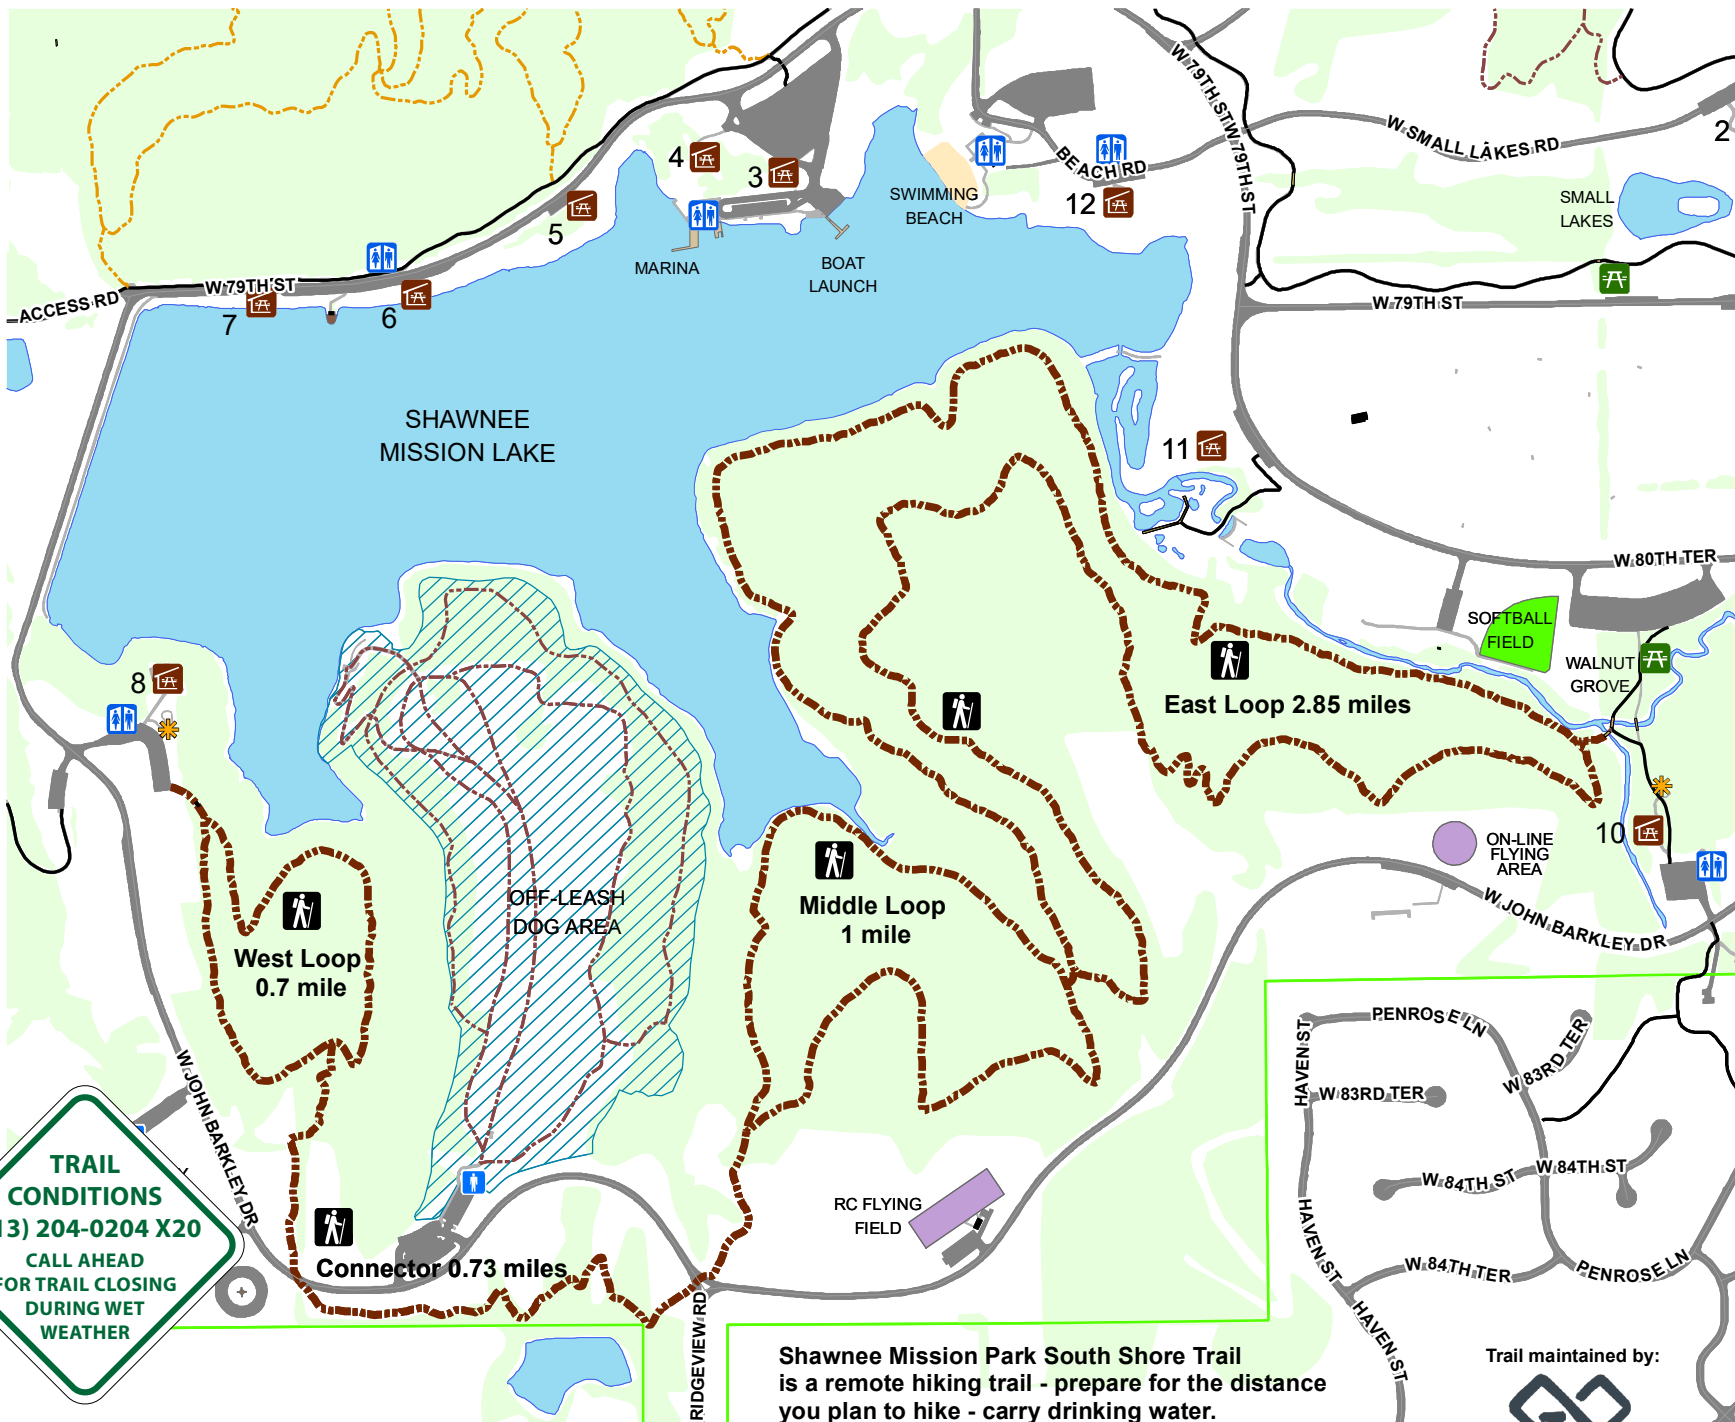 W 79TH ST
W 79TH ST
W SMALL LAKES RD
2
4
3
BEACH RD
SWIMMING
BEACH
12
SMALL
LAKES
5
MARINA
BOAT
LAUNCH
ACCESS RD
W 79TH ST
7
6
W 79TH ST
SHAWNEE
MISSION LAKE
11
W 80TH TER
SOFTBALL
FIELD
WALNUT
GROVE
8
East Loop 2.85 miles
10
ON-LINE
FLYING
AREA
OFF-LEASH
DOG AREA
Middle Loop
1 mile
W JOHN BARKLEY DR
West Loop
0.7 mile
PENROSE LN
HAVEN ST
W 83RD TER
W 83RD TER
W JOHN BARKLEY DR
W 84TH ST
W 84TH ST
TRAIL
CONDITIONS
13) 204-0204 X20
CALL AHEAD
FOR TRAIL CLOSING
DURING WET
WEATHER
RC FLYING
FIELD
HAVEN ST
Connector 0.73 miles
W 84TH TER
PENROSE LN
RIDGEVIEW RD
HAVEN ST
Shawnee Mission Park South Shore Trail
is a remote hiking trail - prepare for the distance
you plan to hike - carry drinking water.
Trail maintained by: